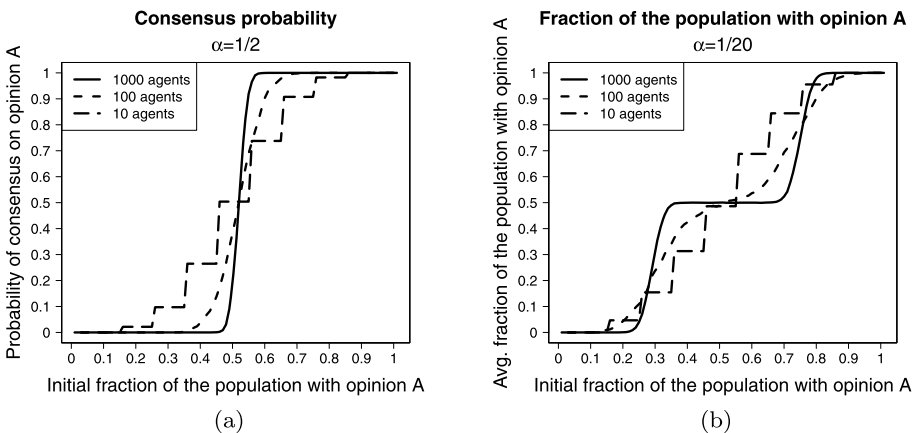 Consensus probability
α=1/2
Probability of consensus on opinion A
1
0.9
0.8
0.7
0.6
0.5
0.4
0.3
0.2
0.1
0
1000 agents
100 agents
10 agents
0 0.1 0.2 0.3 0.4 0.5 0.6 0.7 0.8 0.9 1
Initial fraction of the population with opinion A
(a)
Fraction of the population with opinion A
α=1/20
Avg. fraction of the population with opinion A
1
0.9
0.8
0.7
0.6
0.5
0.4
0.3
0.2
0.1
0
1000 agents
100 agents
10 agents
0 0.1 0.2 0.3 0.4 0.5 0.6 0.7 0.8 0.9 1
Initial fraction of the population with opinion A
(b)